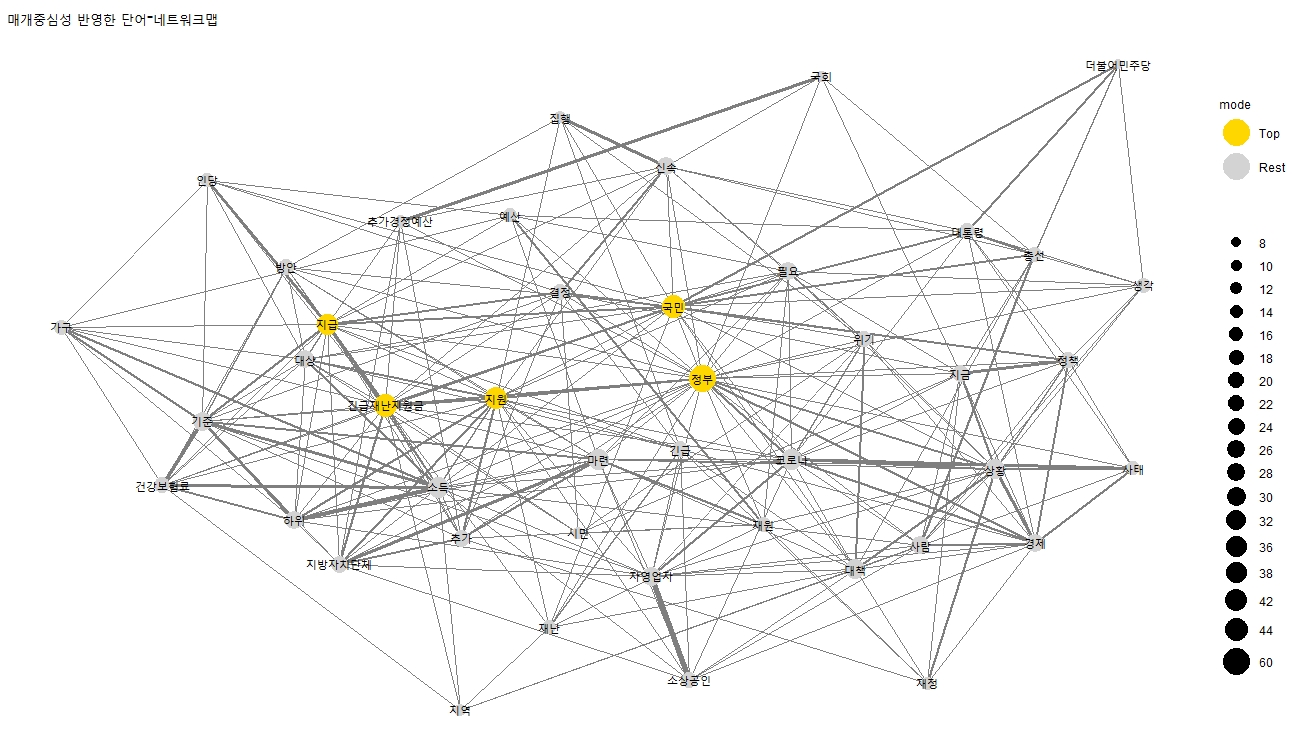 매개중심성 반영한 단어-네트워크맵
더불어민주당
국회
mode
Top
Rest
집행
신속
인당
추가경정예산
예산
대통령
총선
방안
필요
생각
결정
국민
지급
가구
위기
대상
정책
지금
정부
긴급재난지원금
지원
기준
긴급
마련
코로나
상황
사태
건강보험료
소득
하위
재원
시민
추가
사람
경제
지방자치단체
자영업자
대책
재난
소상공인
재정
지역
8
10
12
14
16
18
20
22
24
26
28
30
32
36
38
42
44
60